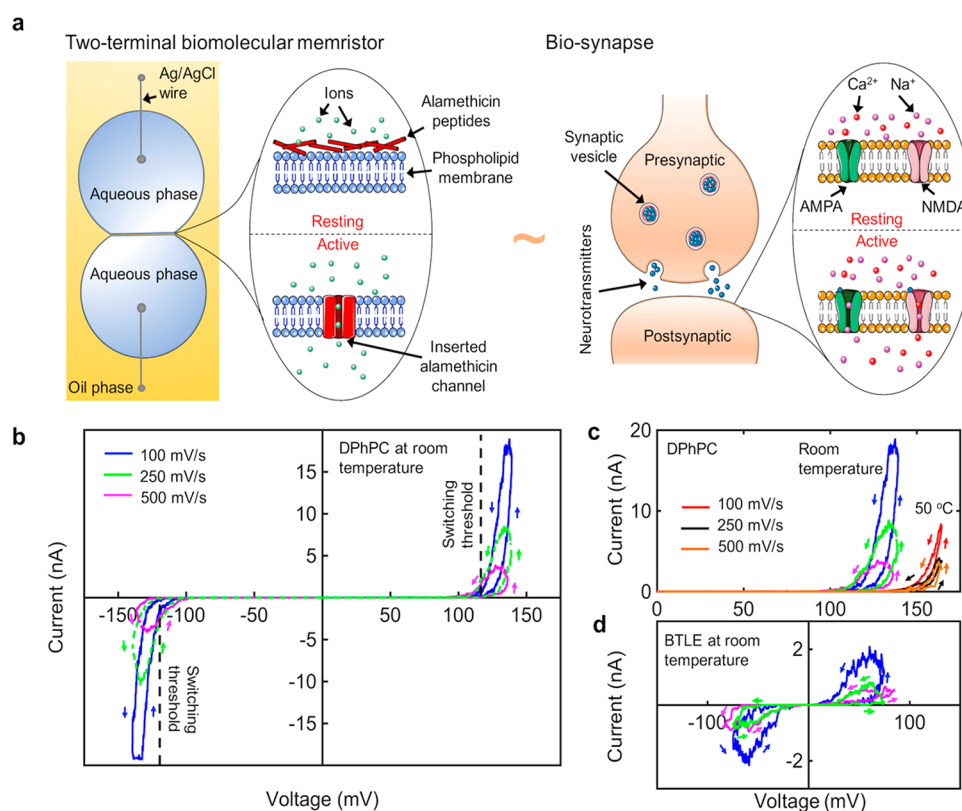 a
Two-terminal biomolecular memristor
Bio-synapse
Ag/AgCl
wire
Aqueous phase
Aqueous phase
Oil phase
Ions
Alamethicin
peptides
Phospholipid
membrane
Resting
Active
Inserted
alamethicin
channel
~
Synaptic
vesicle
Presynaptic
Neurotransmitters
Postsynaptic
Ca²⁺
Na⁺
AMPA
NMDA
Resting
Active
b
100 mV/s
250 mV/s
500 mV/s
DPhPC at room
temperature
Switching
threshold
Switching
threshold
15
10
5
0
-5
-10
-15
-150
-100
-50
0
50
100
150
Current (nA)
Voltage (mV)
c
DPhPC
Room
temperature
50 °C
100 mV/s
250 mV/s
500 mV/s
20
10
0
0
50
100
150
Current (nA)
d
BTLE at room
temperature
2
0
-2
-100
100
Current (nA)
Voltage (mV)